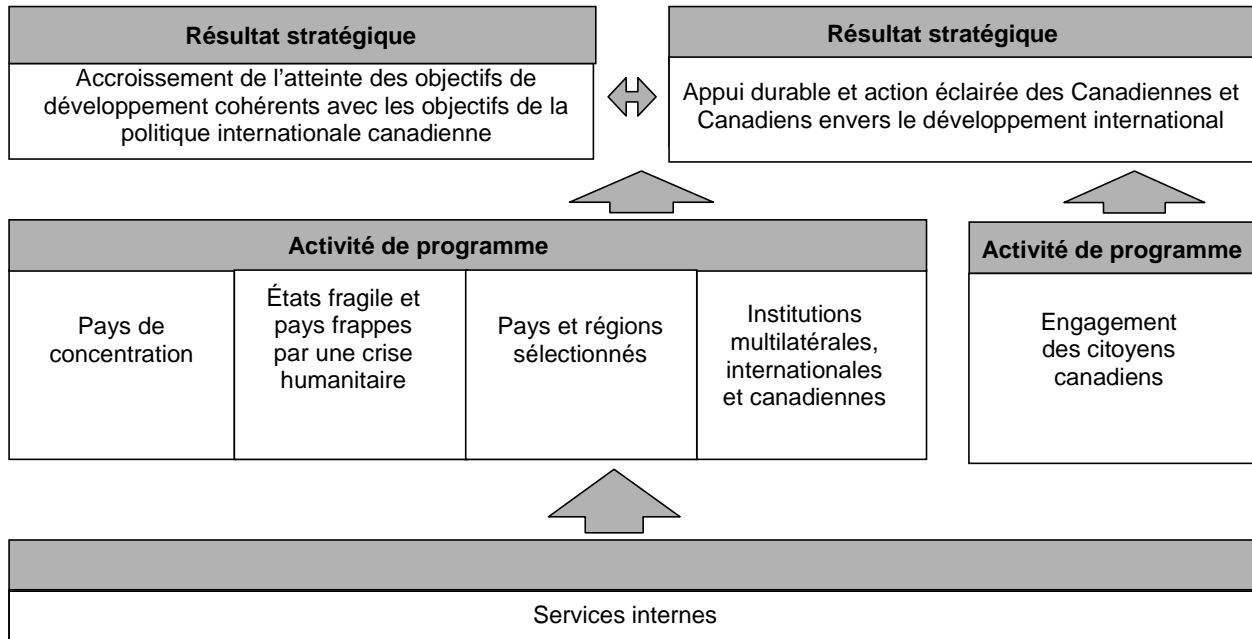 Résultat stratégique
Accroissement de l'atteinte des objectifs de
développement cohérents avec les objectifs de la
politique internationale canadienne
Résultat stratégique
Appui durable et action éclairée des Canadiennes et
Canadiens envers le développement international
Activité de programme
Pays de
concentration
États fragile et
pays frappes
par une crise
humanitaire
Pays et régions
sélectionnés
Institutions
multilatérales,
internationales
et canadiennes
Activité de programme
Engagement
des citoyens
canadiens
Services internes